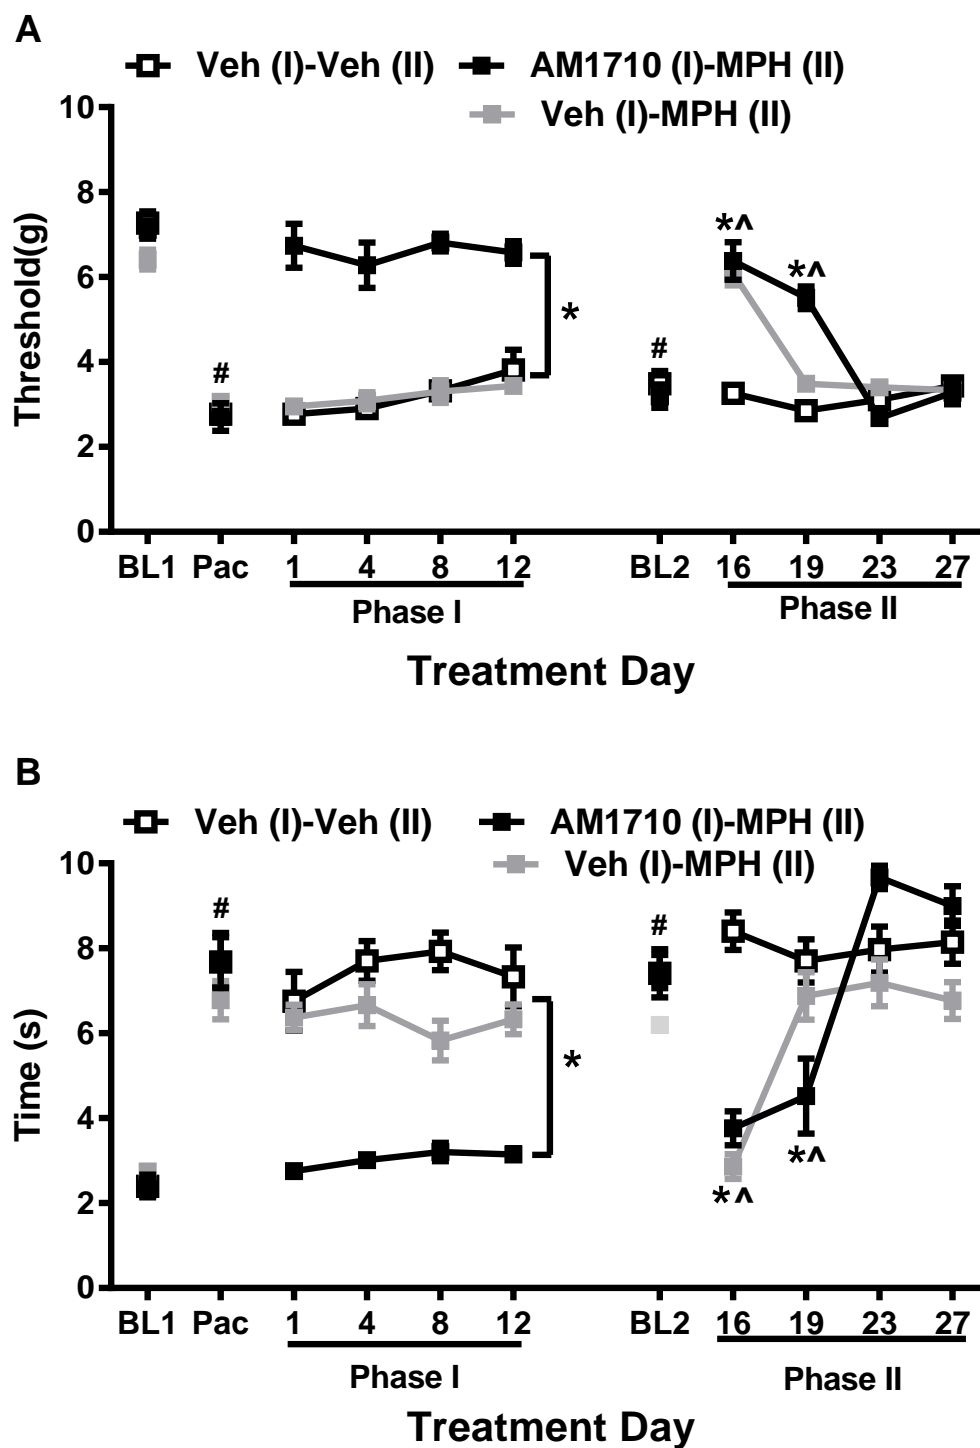 A
Veh (I)-Veh (II) AM1710 (I)-MPH (II)
Veh (I)-MPH (II)
10
8
6
4
2
0
Threshold(g)
#
*
#
*^
*^
BL1 Pac 1 4 8 12 BL2 16 19 23 27
Phase I Phase II
Treatment Day
B
Veh (I)-Veh (II) AM1710 (I)-MPH (II)
Veh (I)-MPH (II)
10
8
6
4
2
0
Time (s)
#
*
#
*^
*^
BL1 Pac 1 4 8 12 BL2 16 19 23 27
Phase I Phase II
Treatment Day